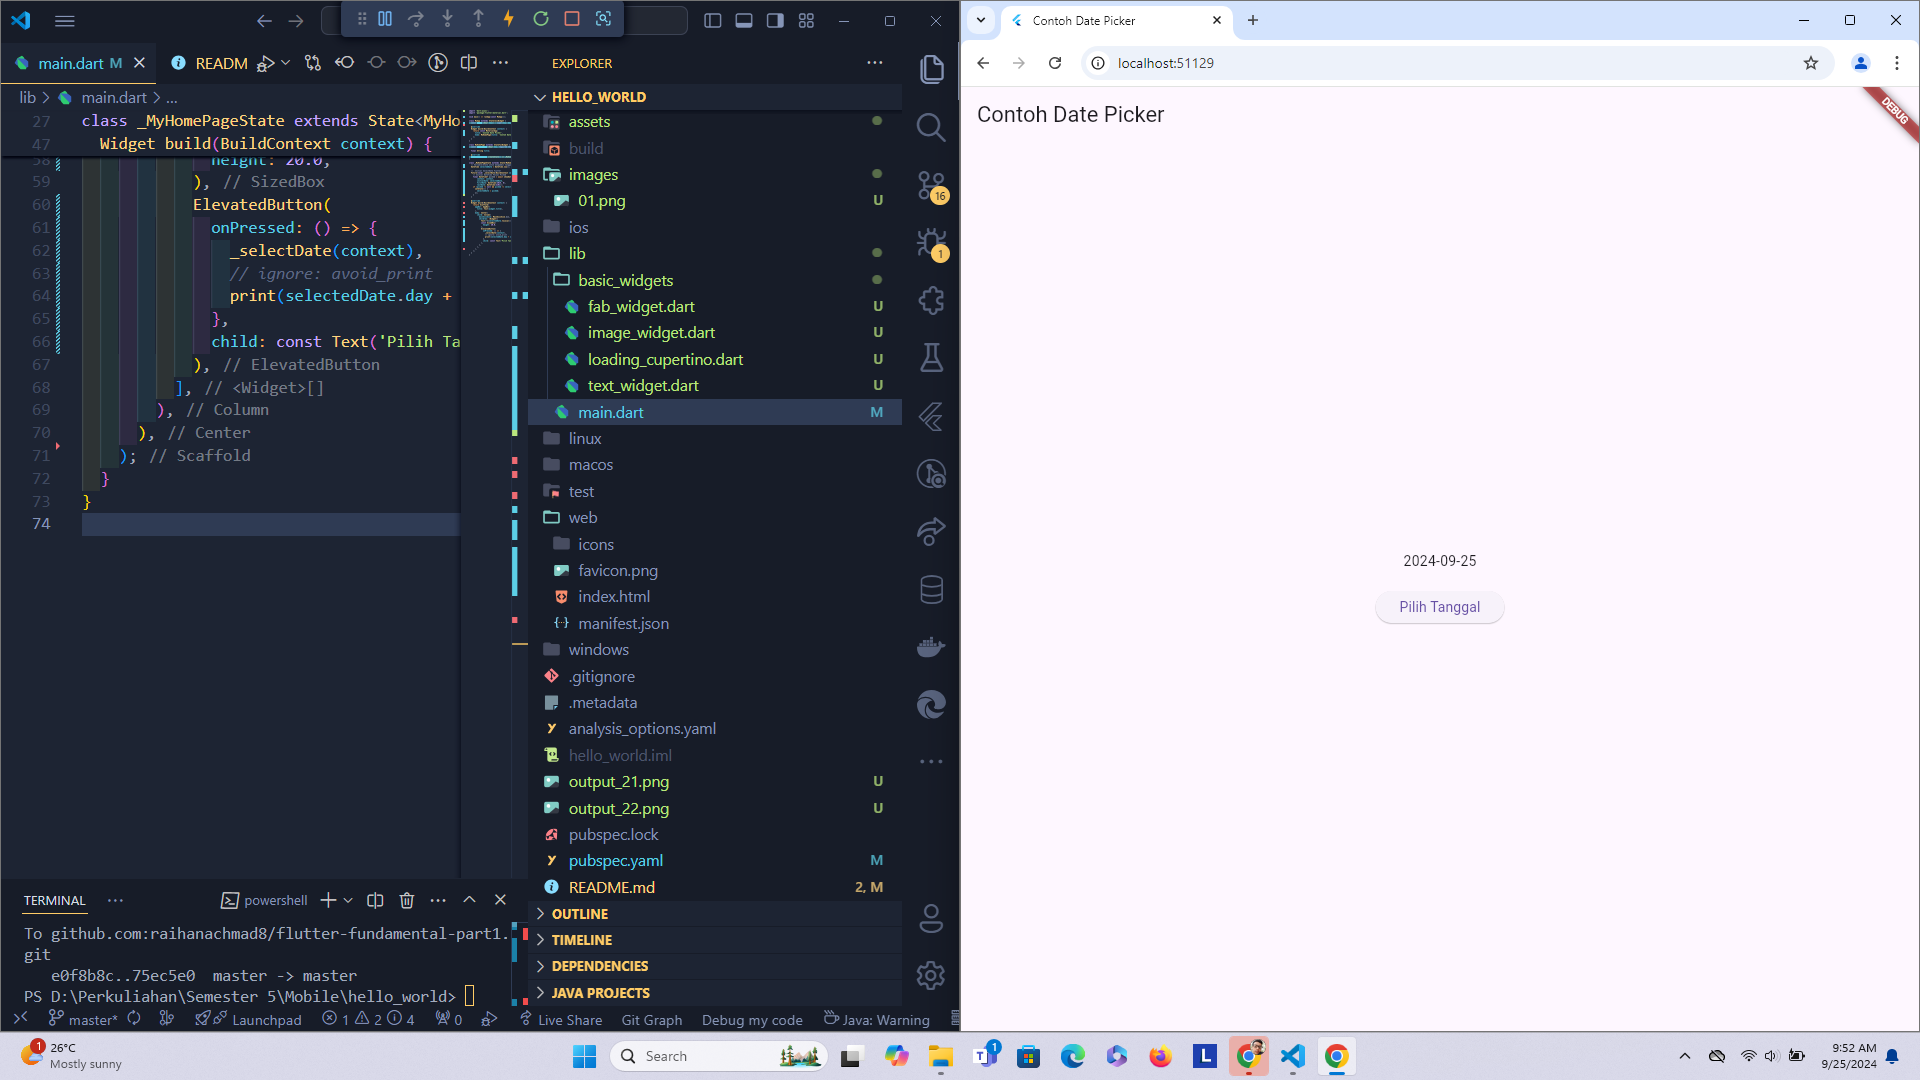 main.dart M
READM
lib > main.dart > ...
27 class _MyHomePageState extends State<MyHo
47 Widget build(BuildContext context) {
58 height: 20.0,
59 ), // SizedBox
60 ElevatedButton(
61 onPressed: () => {
62 _selectDate(context),
63 // ignore: avoid_print
64 print(selectedDate.day +
65 },
66 child: const Text('Pilih Ta
67 ), // ElevatedButton
68 ], // <Widget>[]
69 ), // Column
70 ), // Center
71 ); // Scaffold
72 }
73 }
74
TERMINAL
powershell
To github.com:raihanachmad8/flutter-fundamental-part1.
git
e0f8b8c..75ec5e0 master -> master
PS D:\Perkuliahan\Semester 5\Mobile\hello_world>
EXPLORER
HELLO_WORLD
assets
build
images
01.png U
ios
lib
basic_widgets
fab_widget.dart U
image_widget.dart U
loading_cupertino.dart U
text_widget.dart U
main.dart M
linux
macos
test
web
icons
favicon.png
index.html
manifest.json
windows
.gitignore
.metadata
analysis_options.yaml
hello_world.iml
output_21.png U
output_22.png U
pubspec.lock
pubspec.yaml M
README.md 2, M
OUTLINE
TIMELINE
DEPENDENCIES
JAVA PROJECTS
16
1
master* Launchpad 1 2 4 0 Live Share Git Graph Debug my code Java: Warning
Contoh Date Picker
localhost:51129
Contoh Date Picker
DEBUG
2024-09-25
Pilih Tanggal
1
26°C
Mostly sunny
Search
1
9:52 AM
9/25/2024